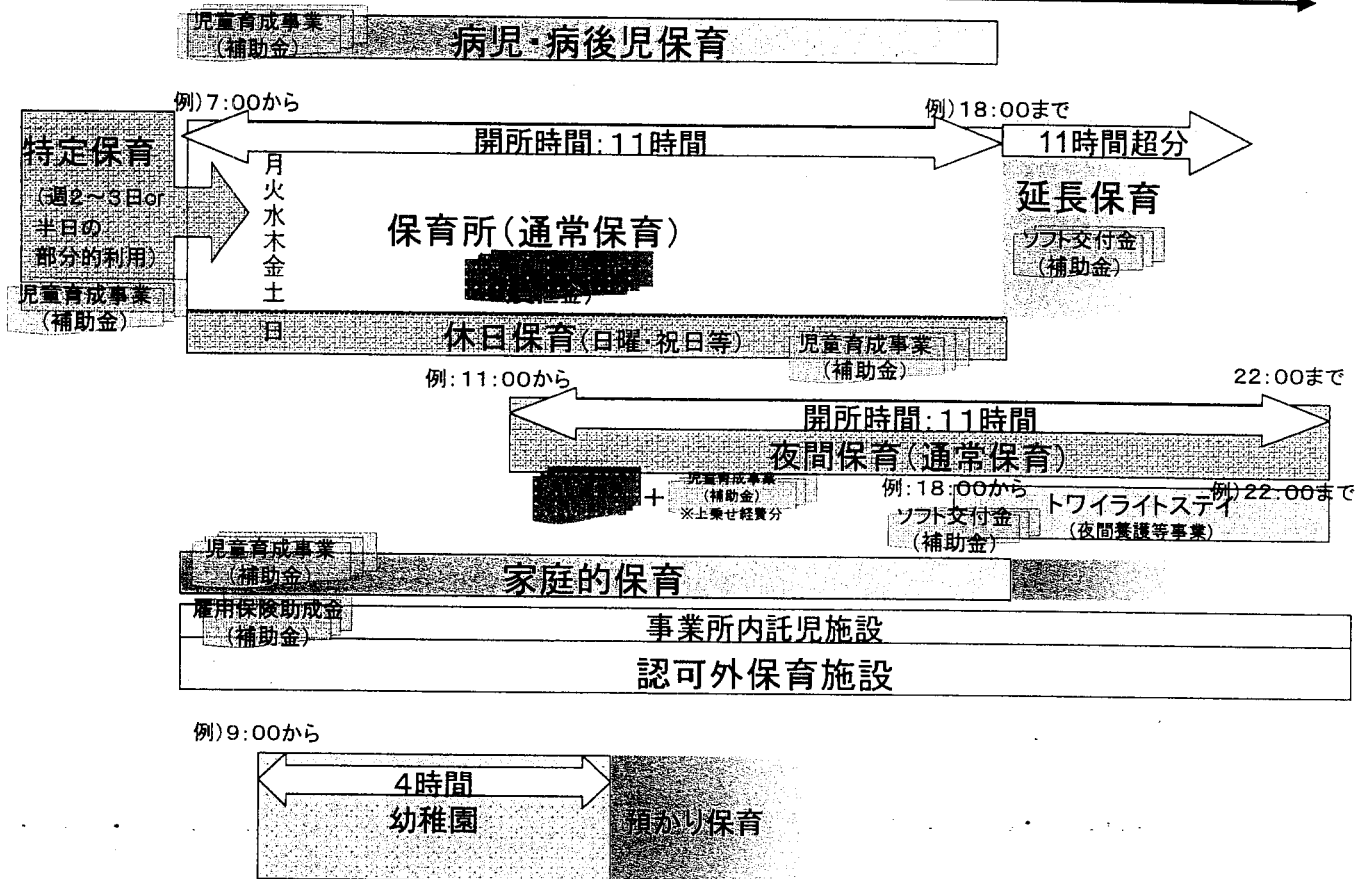 児童育成事業
(補助金)
病児・病後児保育
例)7:00から
例)18:00まで
特定保育
(週2～3日or
半日の
部分的利用)
児童育成事業
(補助金)
開所時間:11時間
11時間超分
月
火
水
木
金
土
日
保育所(通常保育)
延長保育
ソフト交付金
(補助金)
休日保育(日曜・祝日等)
児童育成事業
(補助金)
例:11:00から
22:00まで
開所時間:11時間
夜間保育(通常保育)
+
児童育成事業
(補助金)
※上乗せ経費分
例:18:00から
例)22:00まで
ソフト交付金
(補助金)
トワイライトステイ
(夜間養護等事業)
児童育成事業
(補助金)
家庭的保育
雇用保険助成金
(補助金)
事業所内託児施設
認可外保育施設
例)9:00から
4時間
幼稚園
預かり保育